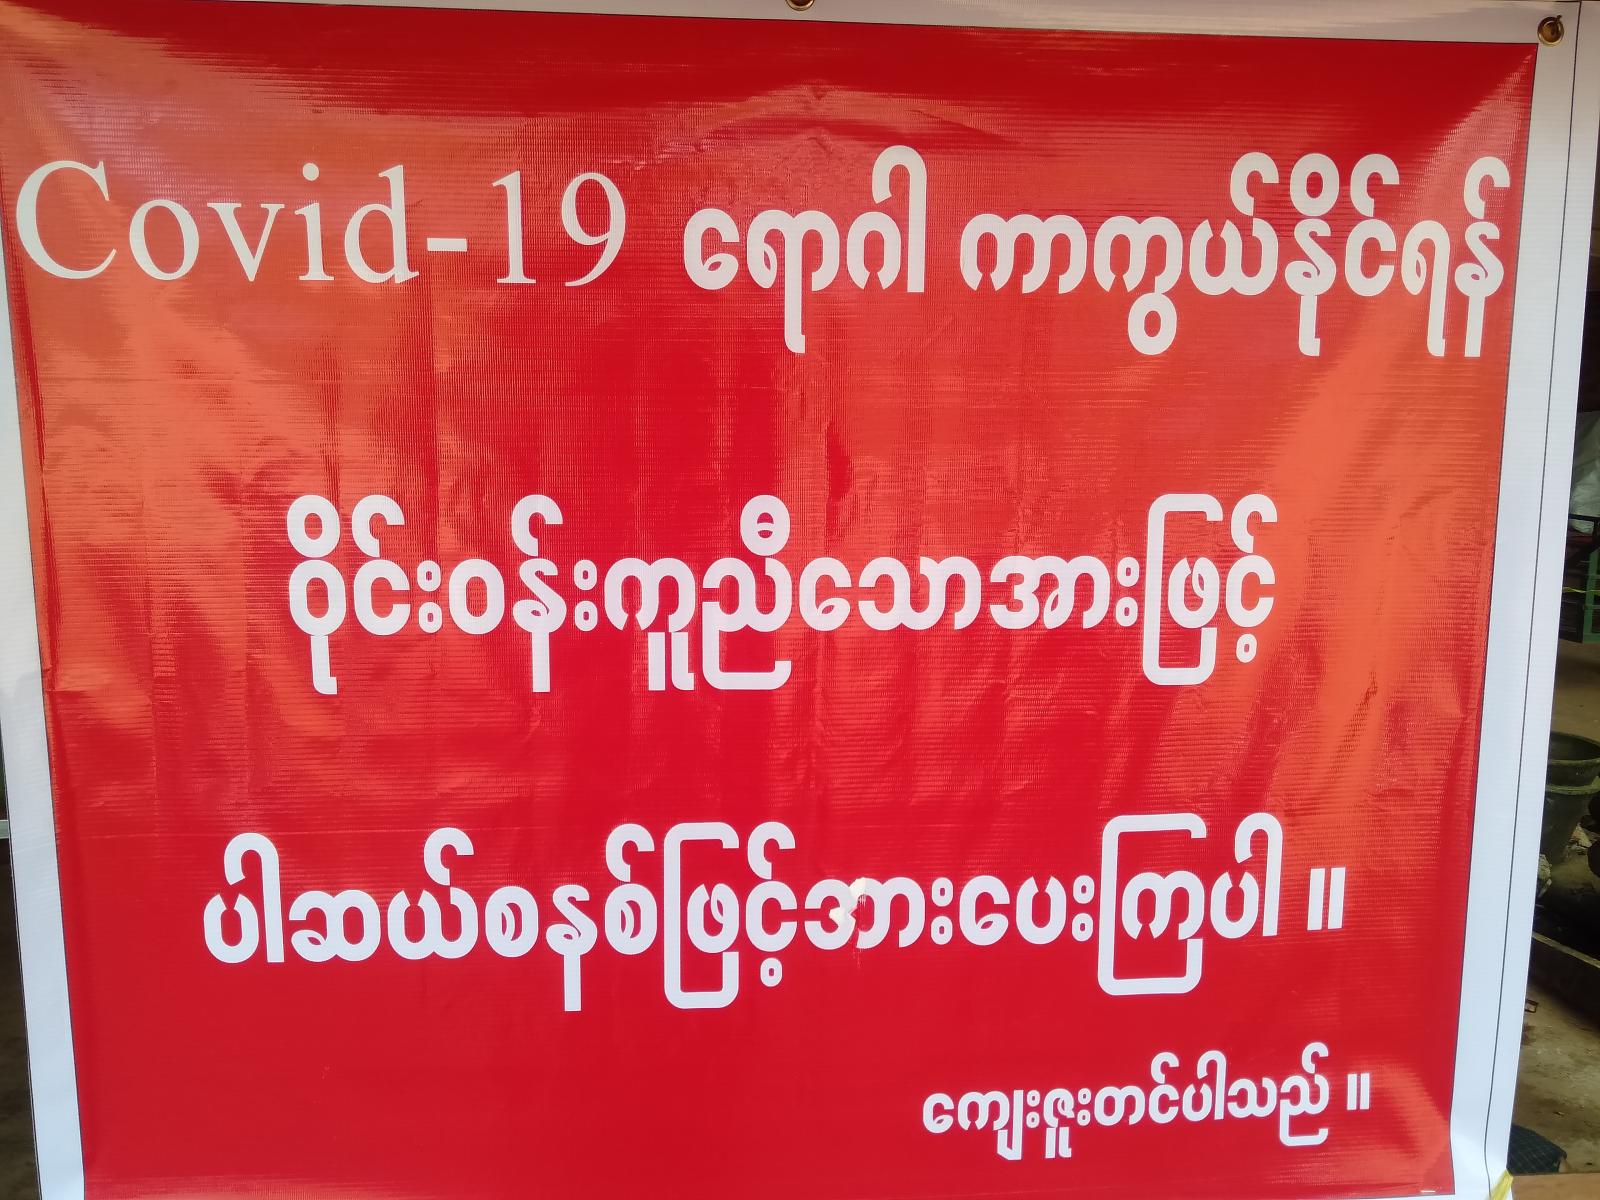 Covid-19 ရောဂါ ကာကွယ်နိုင်ရန်
ဝိုင်းဝန်းကူညီသောအားဖြင့်
ပါဆယ်စနစ်ဖြင့်အားပေးကြပါ ။
ကျေးဇူးတင်ပါသည် ။